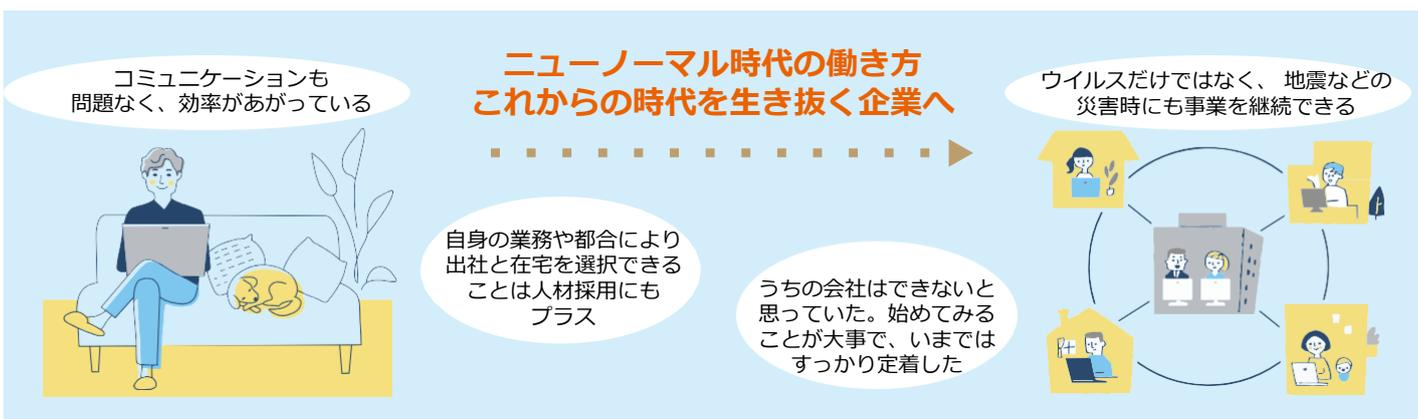 ニューノーマル時代の働き方
これからの時代を生き抜く企業へ
コミュニケーションも
問題なく、効率があがっている
自身の業務や都合により
出社と在宅を選択できる
ことは人材採用にも
プラス
うちの会社はできないと
思っていた。始めてみる
ことが大事で、いまでは
すっかり定着した
ウイルスだけではなく、 地震などの
災害時にも事業を継続できる